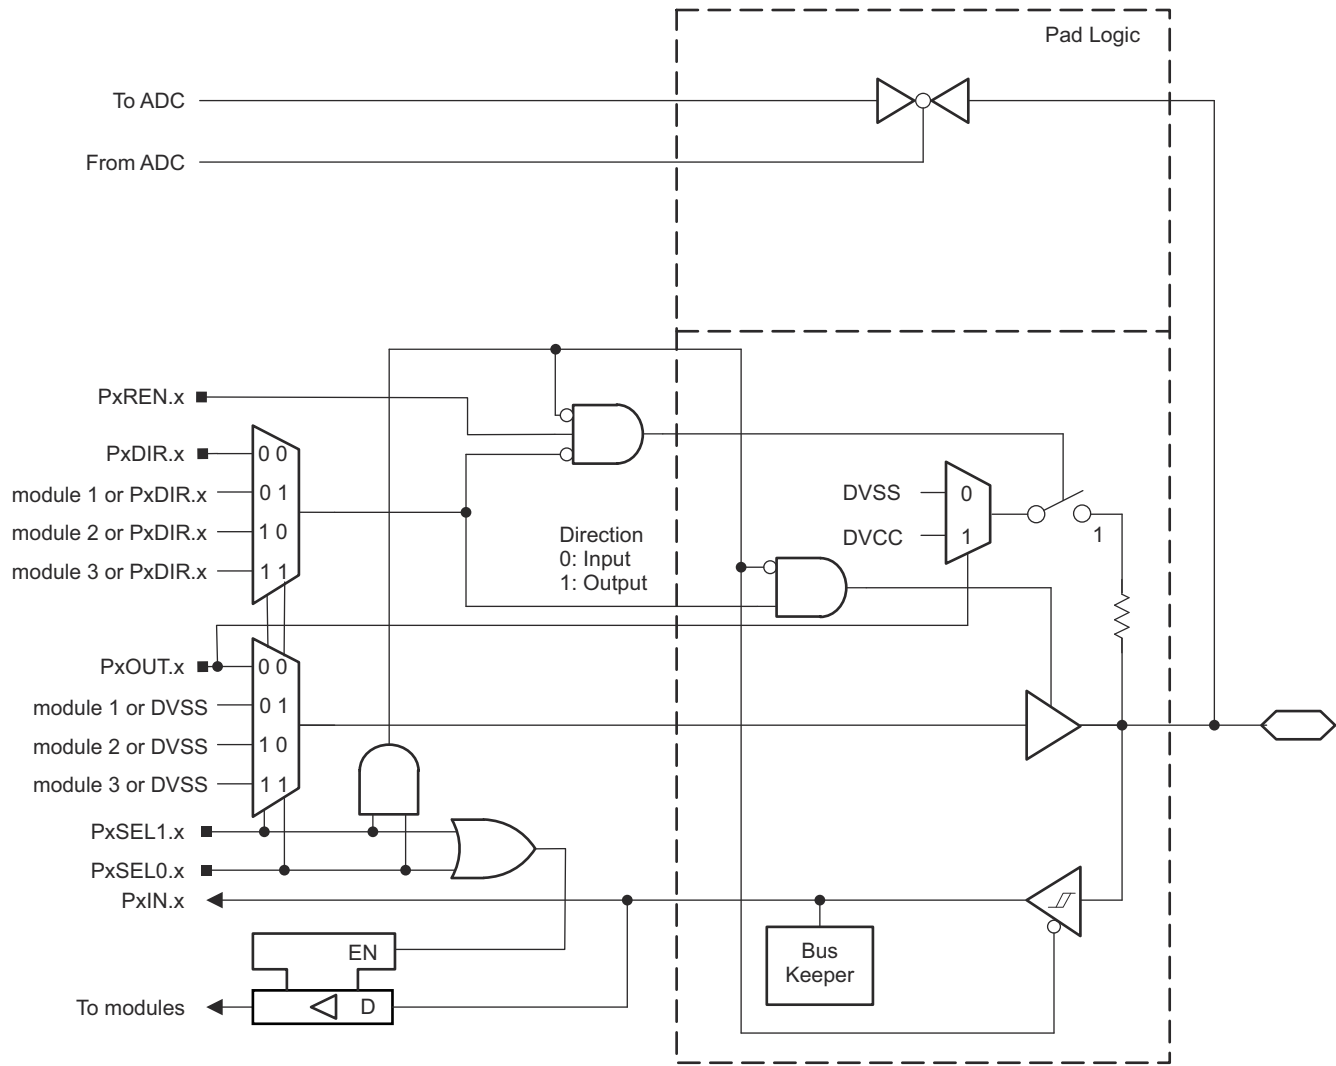 Pad Logic
To ADC
From ADC
PxREN.x
PxDIR.x
0 0
module 1 or PxDIR.x
0 1
module 2 or PxDIR.x
1 0
module 3 or PxDIR.x
1 1
Direction
0: Input
1: Output
DVSS
0
DVCC
1
1
PxOUT.x
0 0
module 1 or DVSS
0 1
module 2 or DVSS
1 0
module 3 or DVSS
1 1
PxSEL1.x
PxSEL0.x
PxIN.x
Bus
Keeper
EN
To modules
D